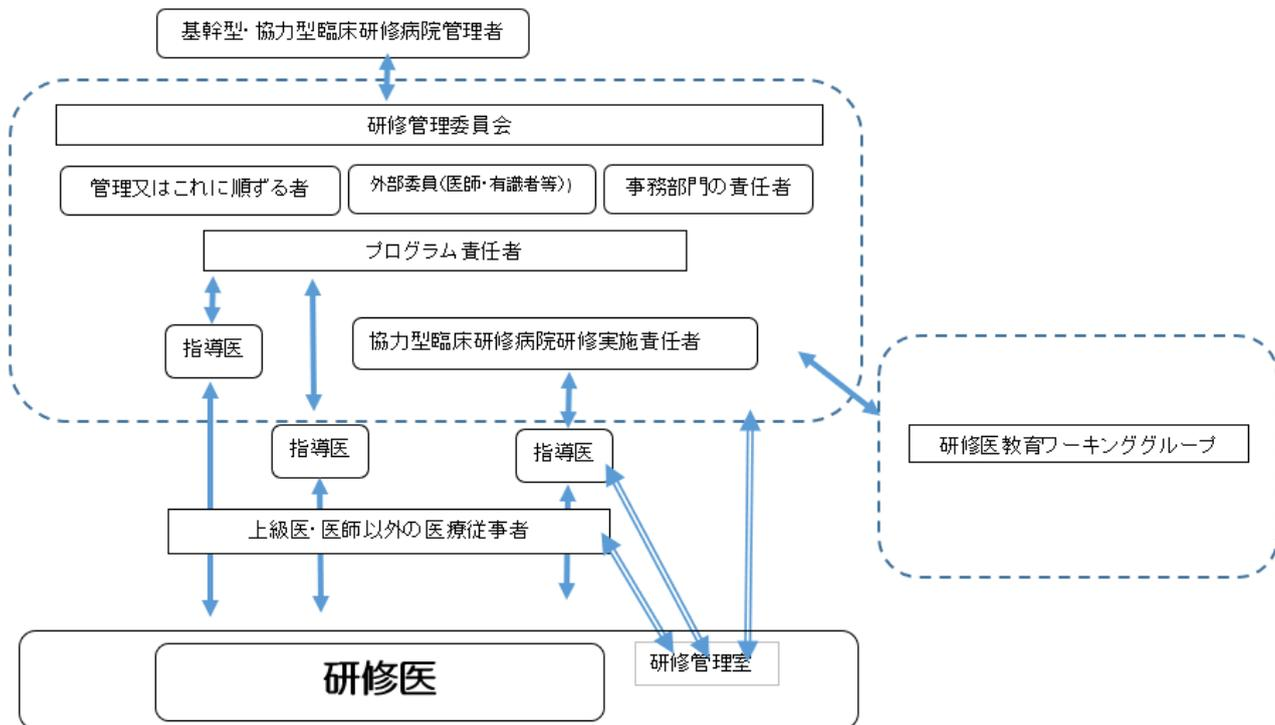 基幹型・協力型臨床研修病院管理者
研修管理委員会
管理又はこれに順ずる者
外部委員(医師・有識者等))
事務部門の責任者
プログラム責任者
指導医
協力型臨床研修病院研修実施責任者
指導医
指導医
研修医教育ワーキンググループ
上級医・医師以外の医療従事者
研修医
研修管理室